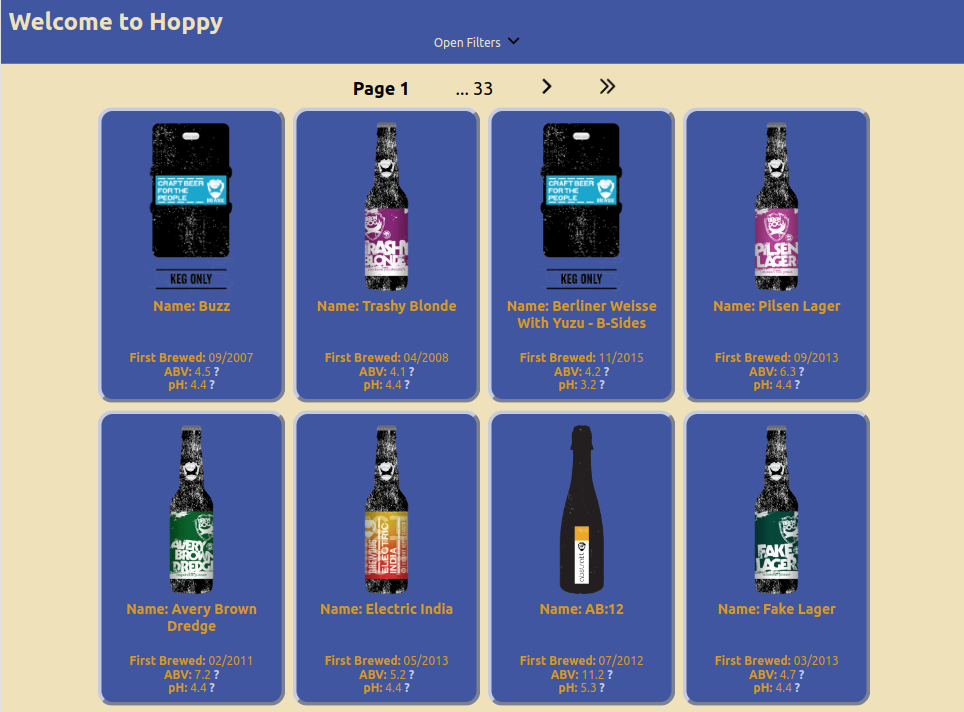 Welcome to Hoppy
Open Filters
Page 1 ... 33
CRAFT BEER
FOR THE
PEOPLE
KEG ONLY
Name: Buzz
First Brewed: 09/2007
ABV: 4.5 ?
pH: 4.4 ?
TRASHY
BLONDE
Name: Trashy Blonde
First Brewed: 04/2008
ABV: 4.1 ?
pH: 4.4 ?
CRAFT BEER
FOR THE
PEOPLE
KEG ONLY
Name: Berliner Weisse
With Yuzu - B-Sides
First Brewed: 11/2015
ABV: 4.2 ?
pH: 3.2 ?
PILSEN
LAGER
Name: Pilsen Lager
First Brewed: 09/2013
ABV: 6.3 ?
pH: 4.4 ?
AVERY
BROWN
DREDGE
Name: Avery Brown
Dredge
First Brewed: 02/2011
ABV: 7.2 ?
pH: 4.4 ?
ELECTRIC
INDIA
Name: Electric India
First Brewed: 05/2013
ABV: 5.2 ?
pH: 4.4 ?
Name: AB:12
First Brewed: 07/2012
ABV: 11.2 ?
pH: 5.3 ?
FAKE
LAGER
Name: Fake Lager
First Brewed: 03/2013
ABV: 4.7 ?
pH: 4.4 ?